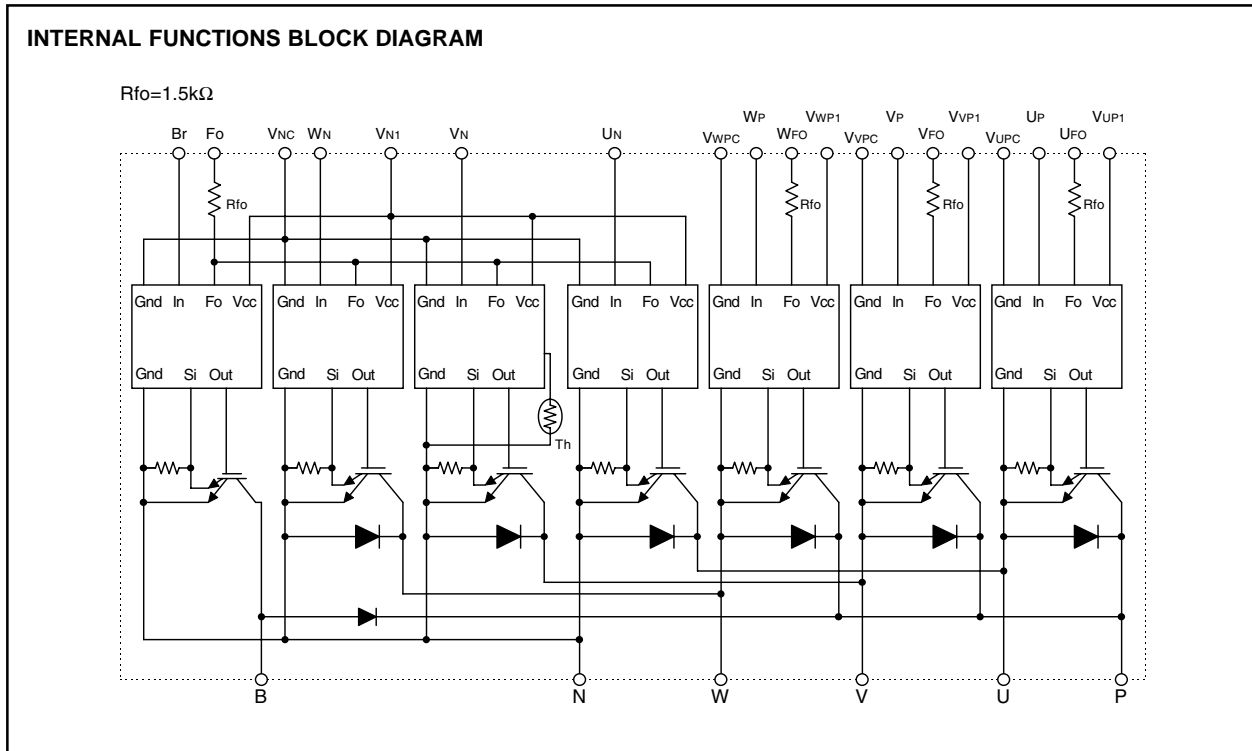 INTERNAL FUNCTIONS BLOCK DIAGRAM
Rfo=1.5kΩ
WP VWP1 VP VVP1 UP VUP1
Br Fo VNC WN VN1 VN UN VWPC WFO VVPC VFO VUPC UFO
Rfo Rfo Rfo Rfo
Gnd In Fo Vcc Gnd In Fo Vcc Gnd In Fo Vcc Gnd In Fo Vcc Gnd In Fo Vcc Gnd In Fo Vcc Gnd In Fo Vcc
Gnd Si Out Gnd Si Out Gnd Si Out Gnd Si Out Gnd Si Out Gnd Si Out Gnd Si Out
Th
B N W V U P